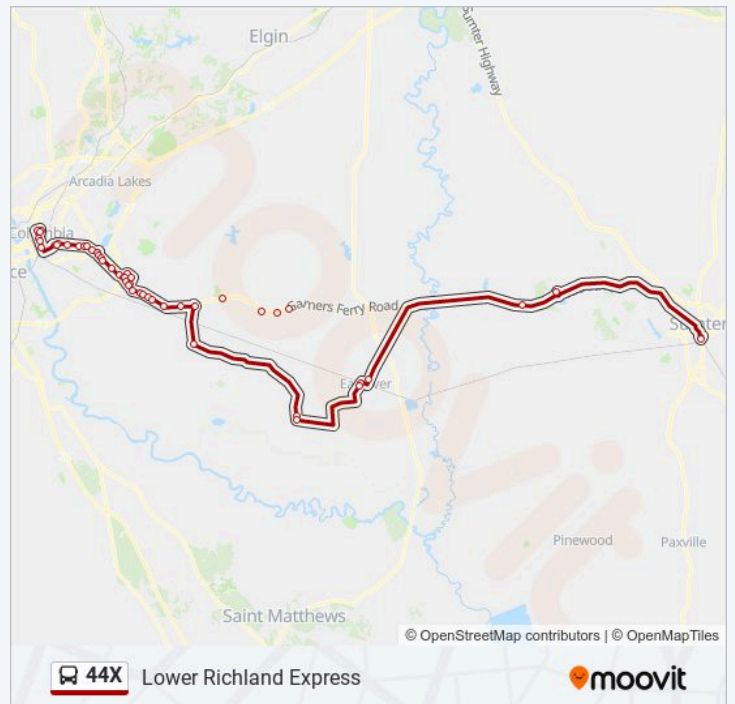 Elgin
Sumter Highway
Arcadia Lakes
Columbia
ce
Garners Ferry Road
Sumter
Eastover
Pinewood
Paxville
Saint Matthews
© OpenStreetMap contributors | © OpenMapTiles
44X
Lower Richland Express
moovit